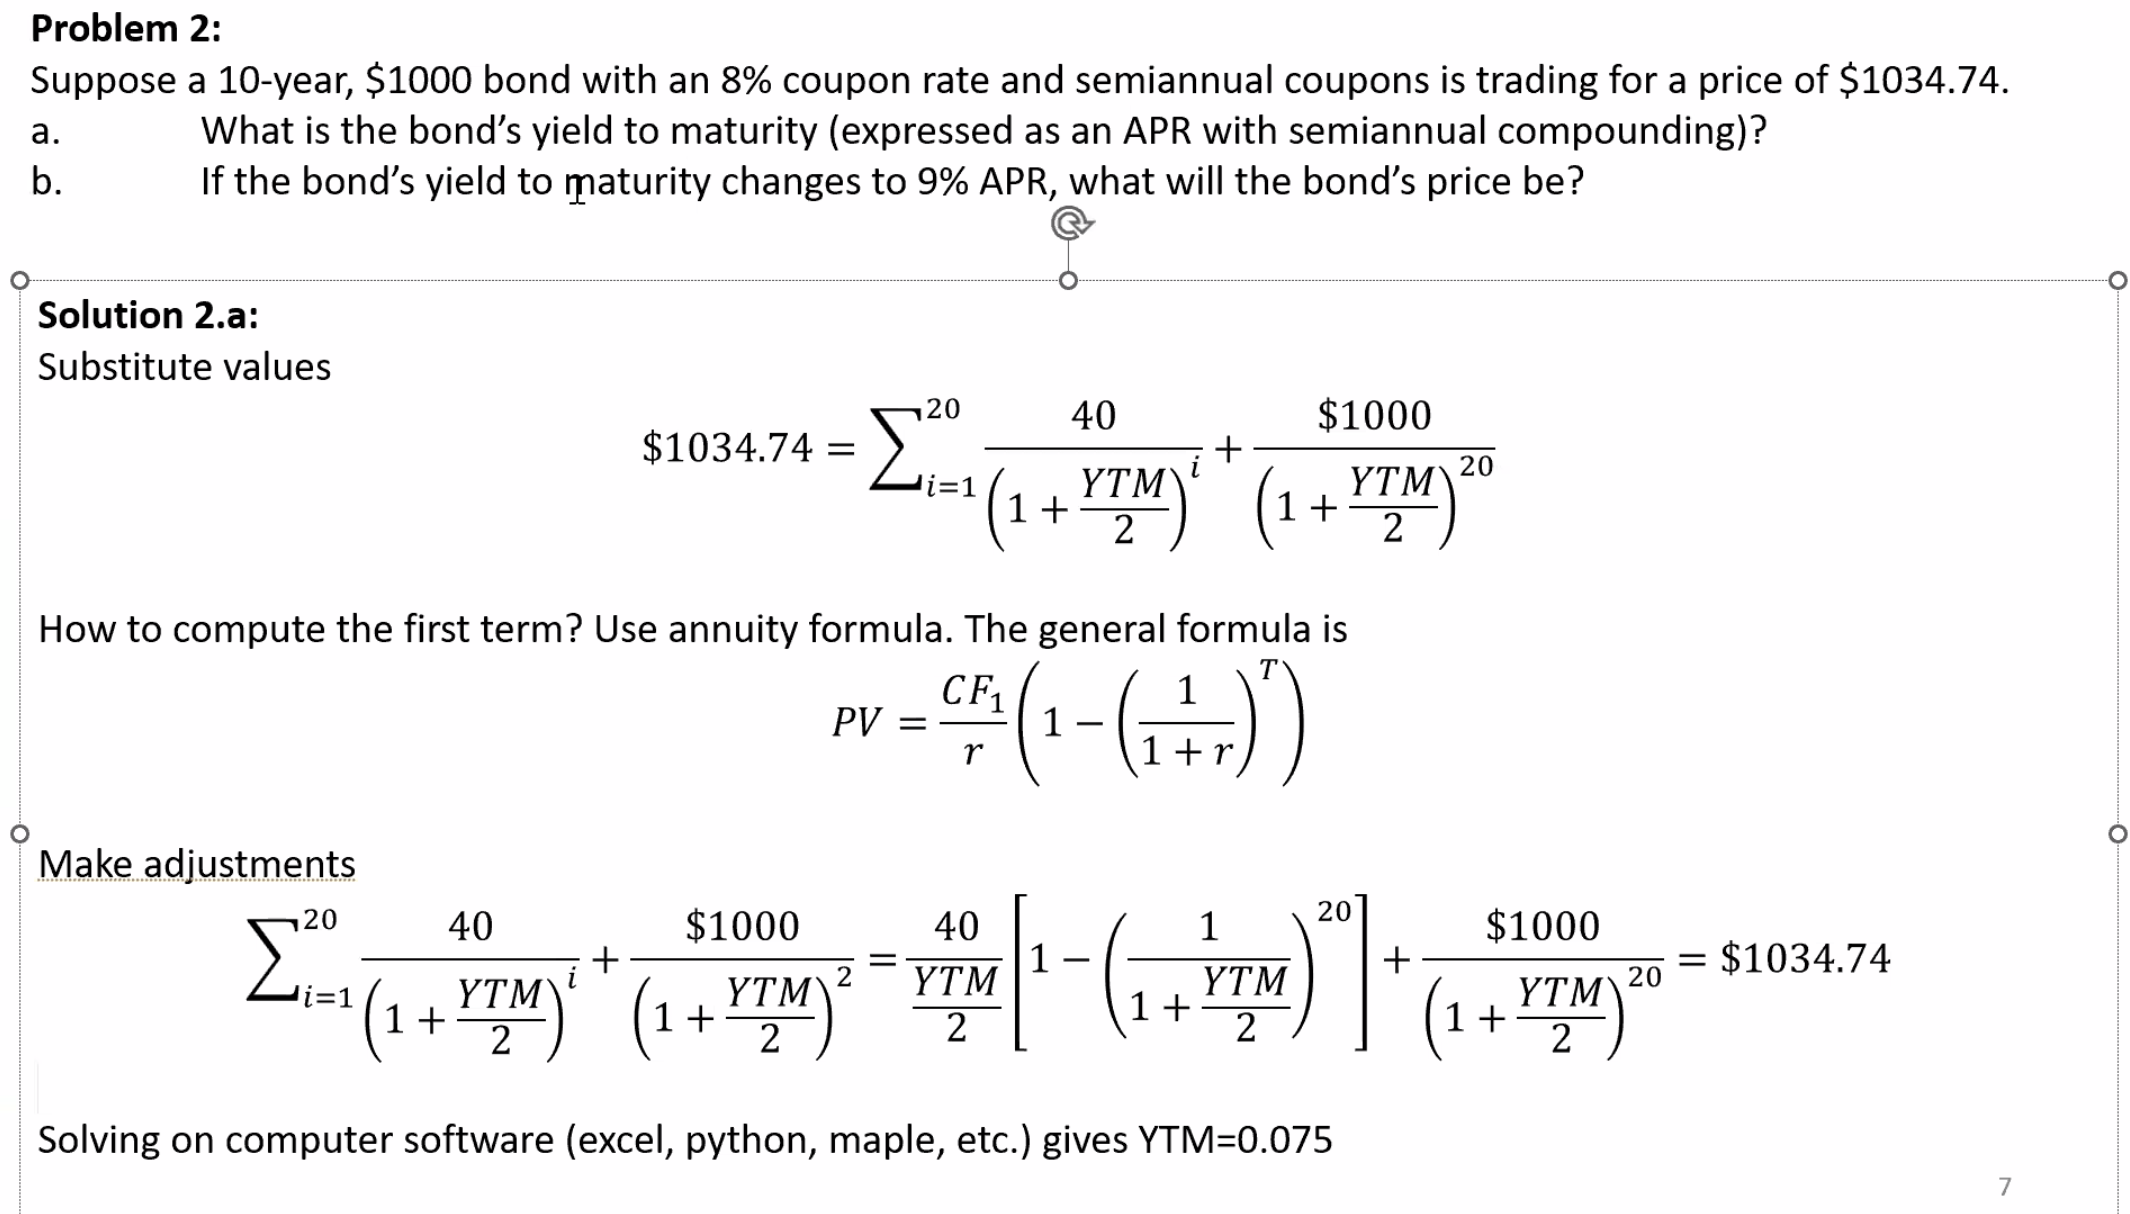 Problem 2:
Suppose a 10-year, $1000 bond with an 8% coupon rate and semiannual coupons is trading for a price of $1034.74.
a. What is the bond’s yield to maturity (expressed as an APR with semiannual compounding)?
b. If the bond’s yield to maturity changes to 9% APR, what will the bond’s price be?
Solution 2.a:
Substitute values
$1034.74 = \sum_{i=1}^{20} \frac{40}{\left(1 + \frac{YTM}{2}\right)^i} + \frac{$1000}{\left(1 + \frac{YTM}{2}\right)^{20}}
How to compute the first term? Use annuity formula. The general formula is
PV = \frac{CF_1}{r} \left(1 - \left(\frac{1}{1 + r}\right)^T\right)
Make adjustments
\sum_{i=1}^{20} \frac{40}{\left(1 + \frac{YTM}{2}\right)^i} + \frac{$1000}{\left(1 + \frac{YTM}{2}\right)^2} = \frac{40}{\frac{YTM}{2}} \left[1 - \left(\frac{1}{1 + \frac{YTM}{2}}\right)^{20}\right] + \frac{$1000}{\left(1 + \frac{YTM}{2}\right)^{20}} = $1034.74
Solving on computer software (excel, python, maple, etc.) gives YTM=0.075
7